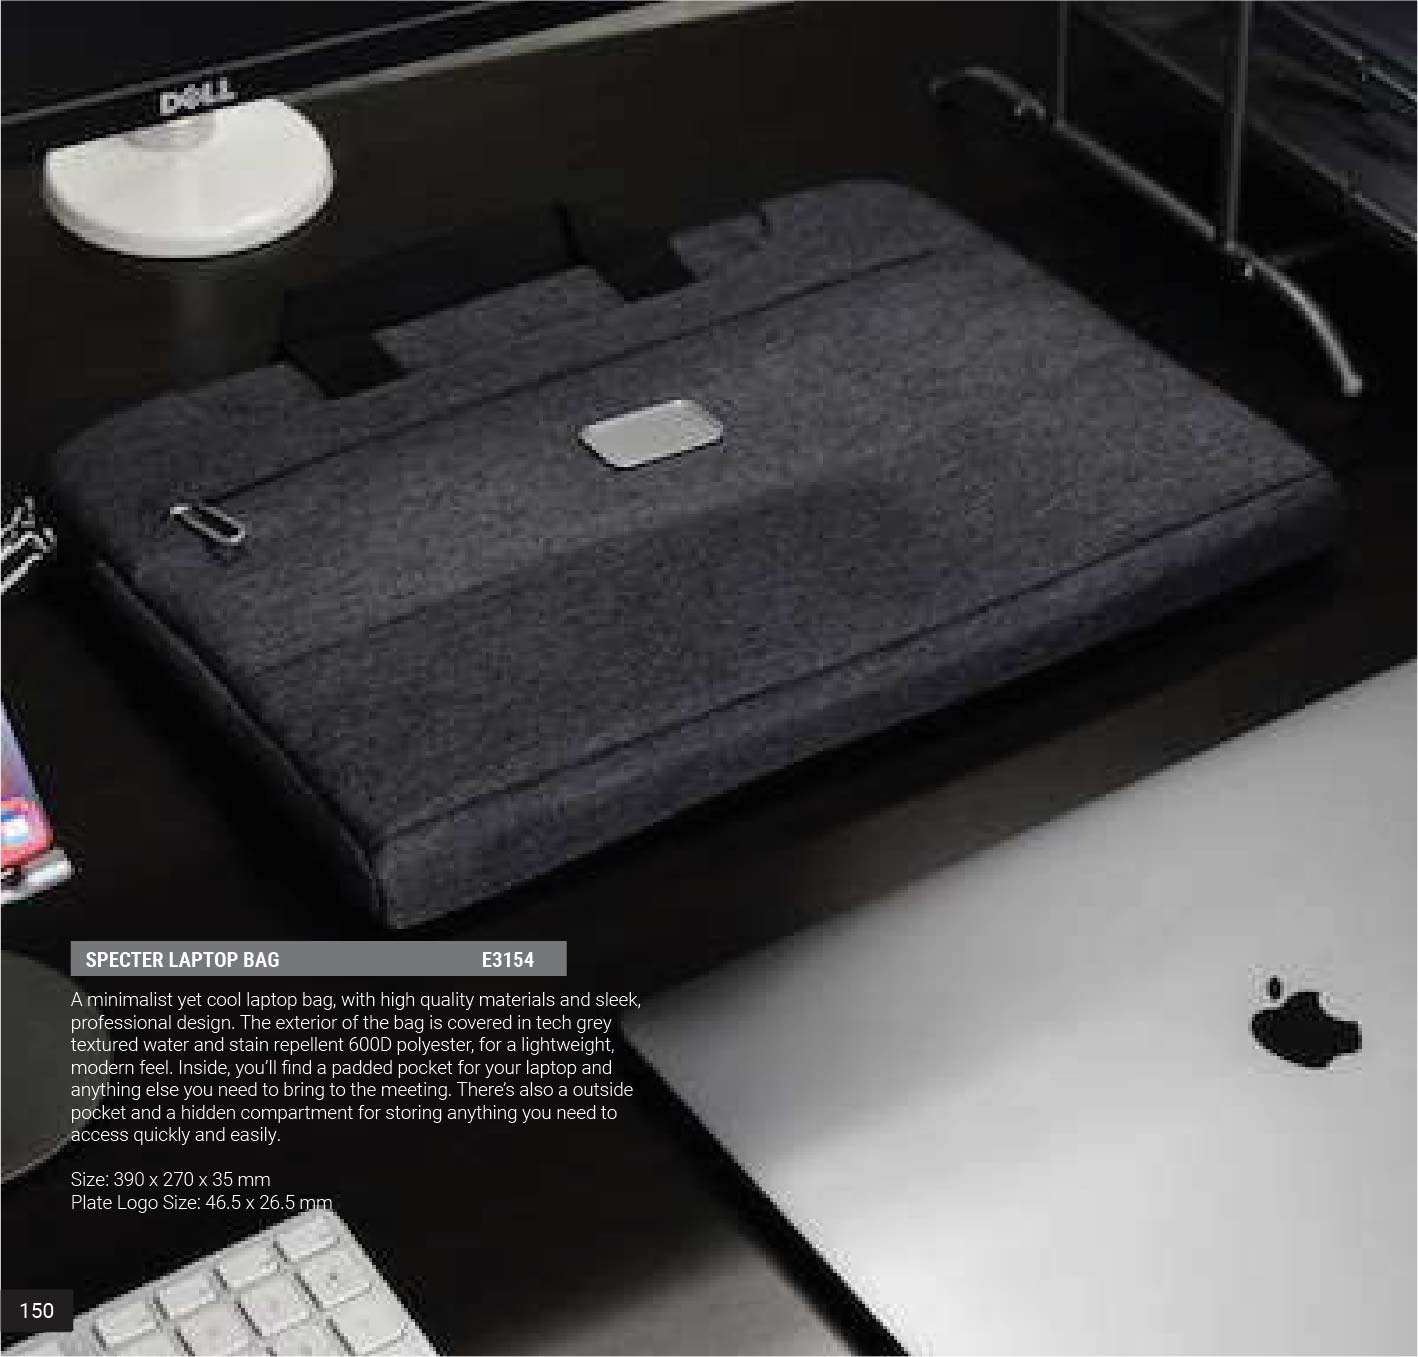 DELL
SPECTER LAPTOP BAG E3154
A minimalist yet cool laptop bag, with high quality materials and sleek,
professional design. The exterior of the bag is covered in tech grey
textured water and stain repellent 600D polyester, for a lightweight,
modern feel. Inside, you’ll find a padded pocket for your laptop and
anything else you need to bring to the meeting. There’s also a outside
pocket and a hidden compartment for storing anything you need to
access quickly and easily.
Size: 390 x 270 x 35 mm
Plate Logo Size: 46.5 x 26.5 mm
150